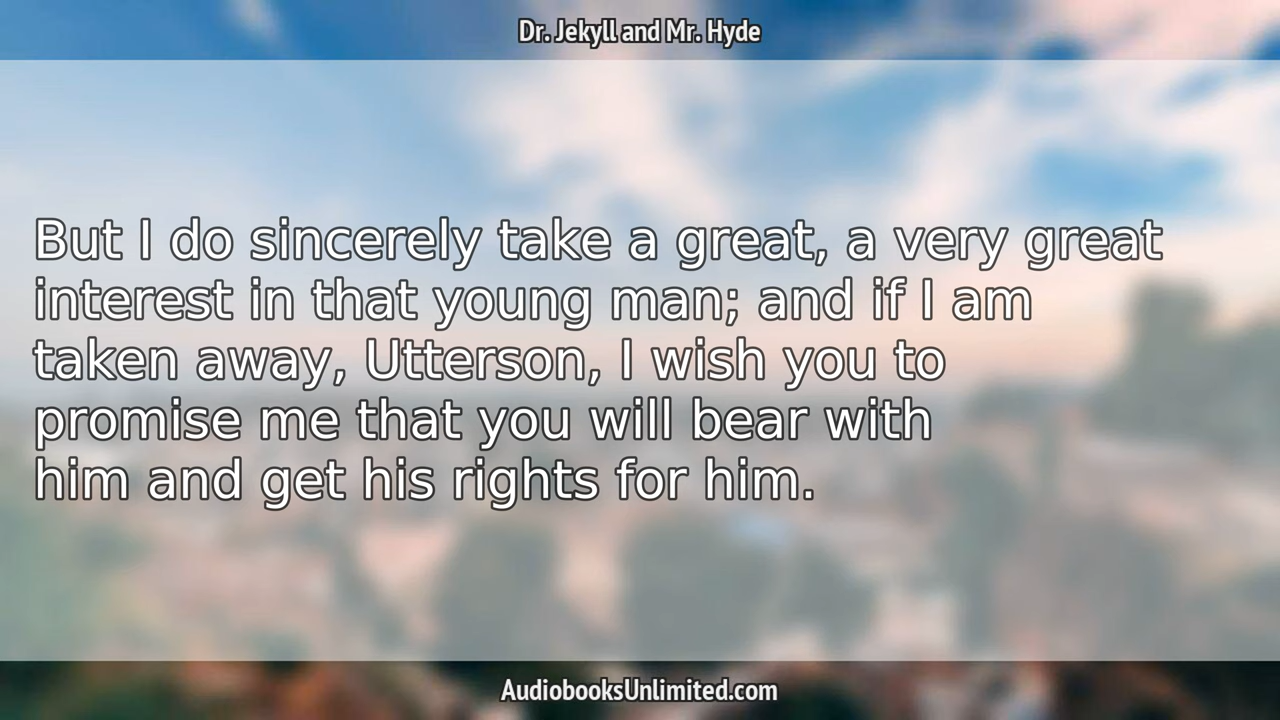 Dr. Jekyll and Mr. Hyde
But I do sincerely take a great, a very great
interest in that young man; and if I am
taken away, Utterson, I wish you to
promise me that you will bear with
him and get his rights for him.
AudiobooksUnlimited.com